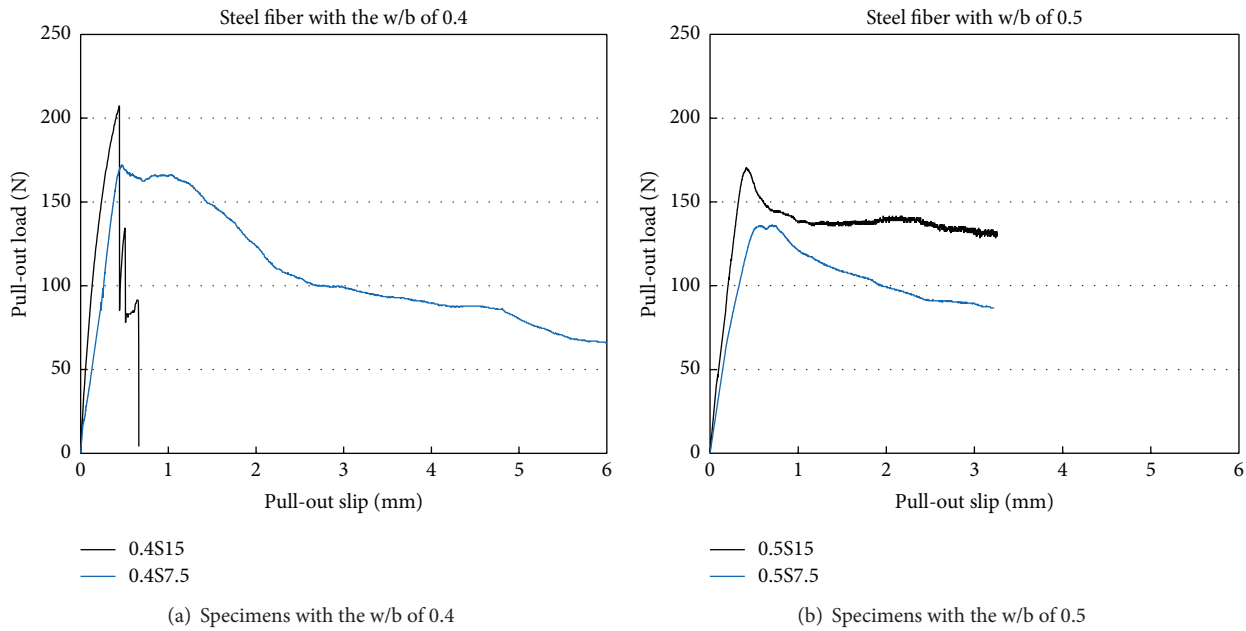 Steel fiber with the w/b of 0.4
250
200
150
100
50
0
Pull-out load (N)
0 1 2 3 4 5 6
Pull-out slip (mm)
0.4S15
0.4S7.5
(a) Specimens with the w/b of 0.4
Steel fiber with w/b of 0.5
250
200
150
100
50
0
Pull-out load (N)
0 1 2 3 4 5 6
Pull-out slip (mm)
0.5S15
0.5S7.5
(b) Specimens with the w/b of 0.5